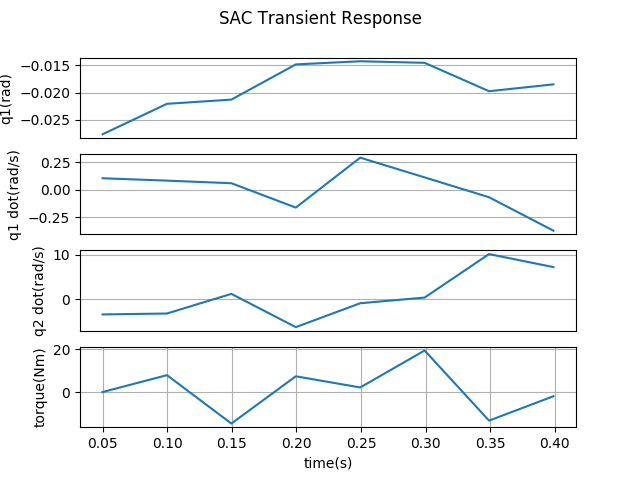 SAC Transient Response
q1(rad)
−0.015
−0.020
−0.025
q1 dot(rad/s)
0.25
0.00
−0.25
q2 dot(rad/s)
10
0
torque(Nm)
20
0
0.05 0.10 0.15 0.20 0.25 0.30 0.35 0.40
time(s)